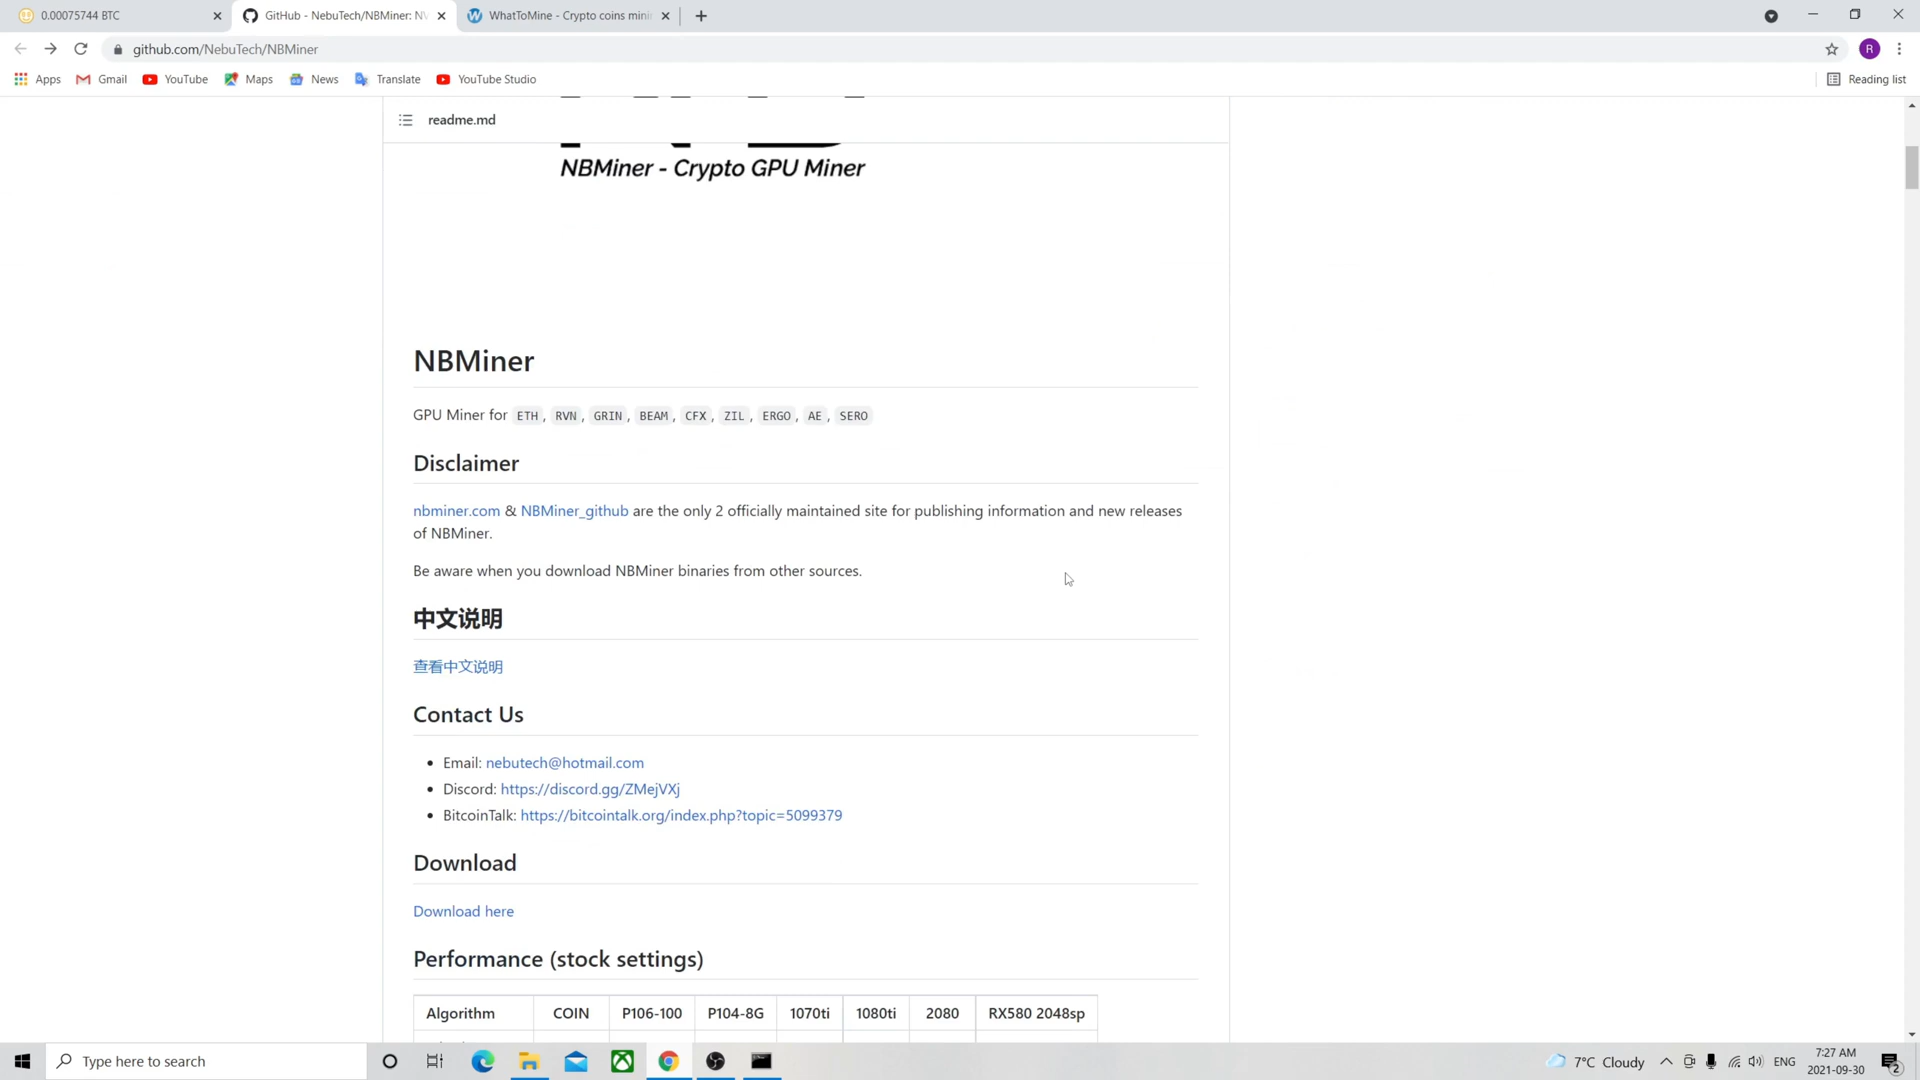 0.00075744 BTC
GitHub - NebuTech/NBMiner: NV
WhatToMine - Crypto coins mini
github.com/NebuTech/NBMiner
R
Apps Gmail YouTube Maps News Translate YouTube Studio Reading list
readme.md
NBMiner - Crypto GPU Miner
NBMiner
GPU Miner for ETH, RVN, GRIN, BEAM, CFX, ZIL, ERGO, AE, SERO
Disclaimer
nbminer.com & NBMiner_github are the only 2 officially maintained site for publishing information and new releases
of NBMiner.
Be aware when you download NBMiner binaries from other sources.
中文说明
查看中文说明
Contact Us
Email: nebutech@hotmail.com
Discord: https://discord.gg/ZMejVXj
BitcoinTalk: https://bitcointalk.org/index.php?topic=5099379
Download
Download here
Performance (stock settings)
Algorithm COIN P106-100 P104-8G 1070ti 1080ti 2080 RX580 2048sp
Type here to search
7°C Cloudy
ENG
7:27 AM
2021-09-30
2